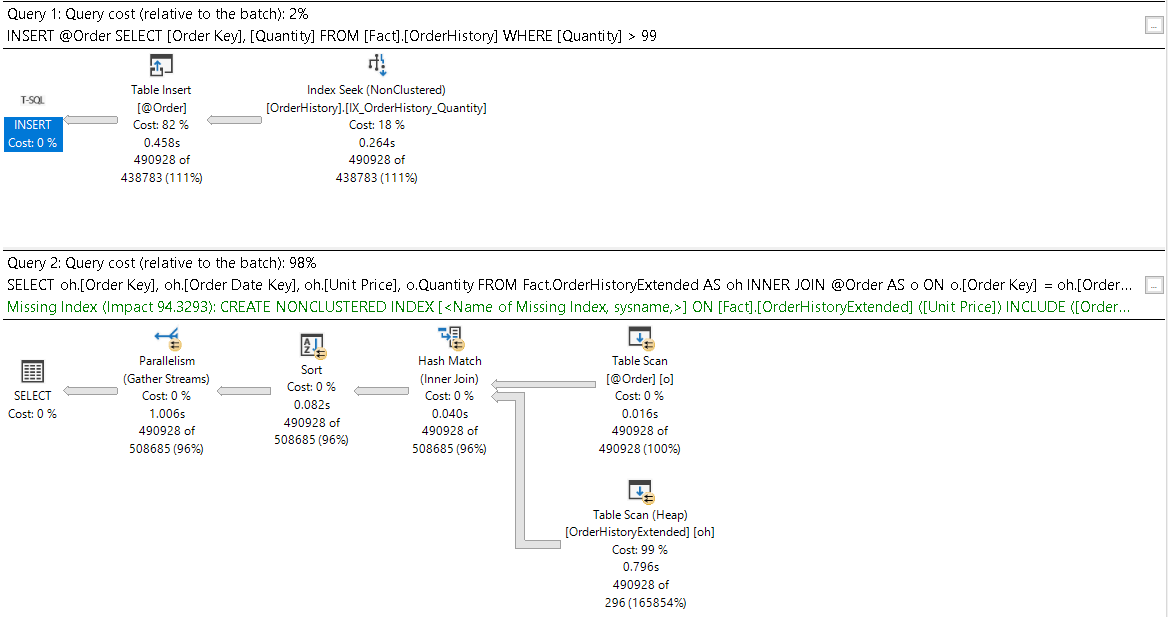 Query 1: Query cost (relative to the batch): 2%
INSERT @Order SELECT [Order Key], [Quantity] FROM [Fact].[OrderHistory] WHERE [Quantity] > 99
T-SQL
INSERT
Cost: 0 %
Table Insert
[@Order]
Cost: 82 %
0.458s
490928 of
438783 (111%)
Index Seek (NonClustered)
[OrderHistory].[IX_OrderHistory_Quantity]
Cost: 18 %
0.264s
490928 of
438783 (111%)
Query 2: Query cost (relative to the batch): 98%
SELECT oh.[Order Key], oh.[Order Date Key], oh.[Unit Price], o.Quantity FROM Fact.OrderHistoryExtended AS oh INNER JOIN @Order AS o ON o.[Order Key] = oh.[Order...
Missing Index (Impact 94.3293): CREATE NONCLUSTERED INDEX [<Name of Missing Index, sysname,>] ON [Fact].[OrderHistoryExtended] ([Unit Price]) INCLUDE ([Order...
SELECT
Cost: 0 %
Parallelism
(Gather Streams)
Cost: 0 %
1.006s
490928 of
508685 (96%)
Sort
Cost: 0 %
0.082s
490928 of
508685 (96%)
Hash Match
(Inner Join)
Cost: 0 %
0.040s
490928 of
508685 (96%)
Table Scan
[@Order] [o]
Cost: 0 %
0.016s
490928 of
490928 (100%)
Table Scan (Heap)
[OrderHistoryExtended] [oh]
Cost: 99 %
0.796s
490928 of
296 (165854%)